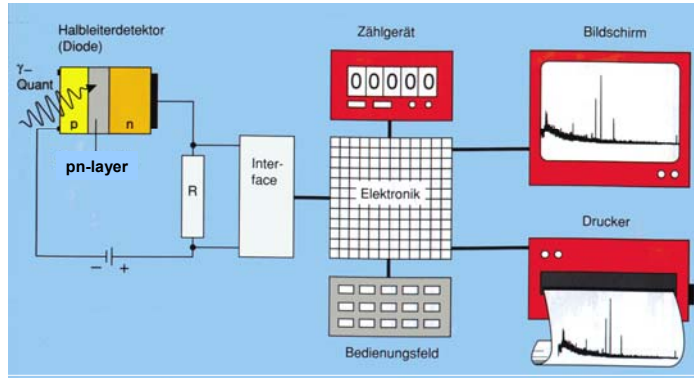 Halbleiterdetektor
(Diode)
γ–
Quant
p
n
pn-layer
R
– +
Inter-
face
Zählgerät
00000
Elektronik
Bedienungsfeld
Bildschirm
Drucker